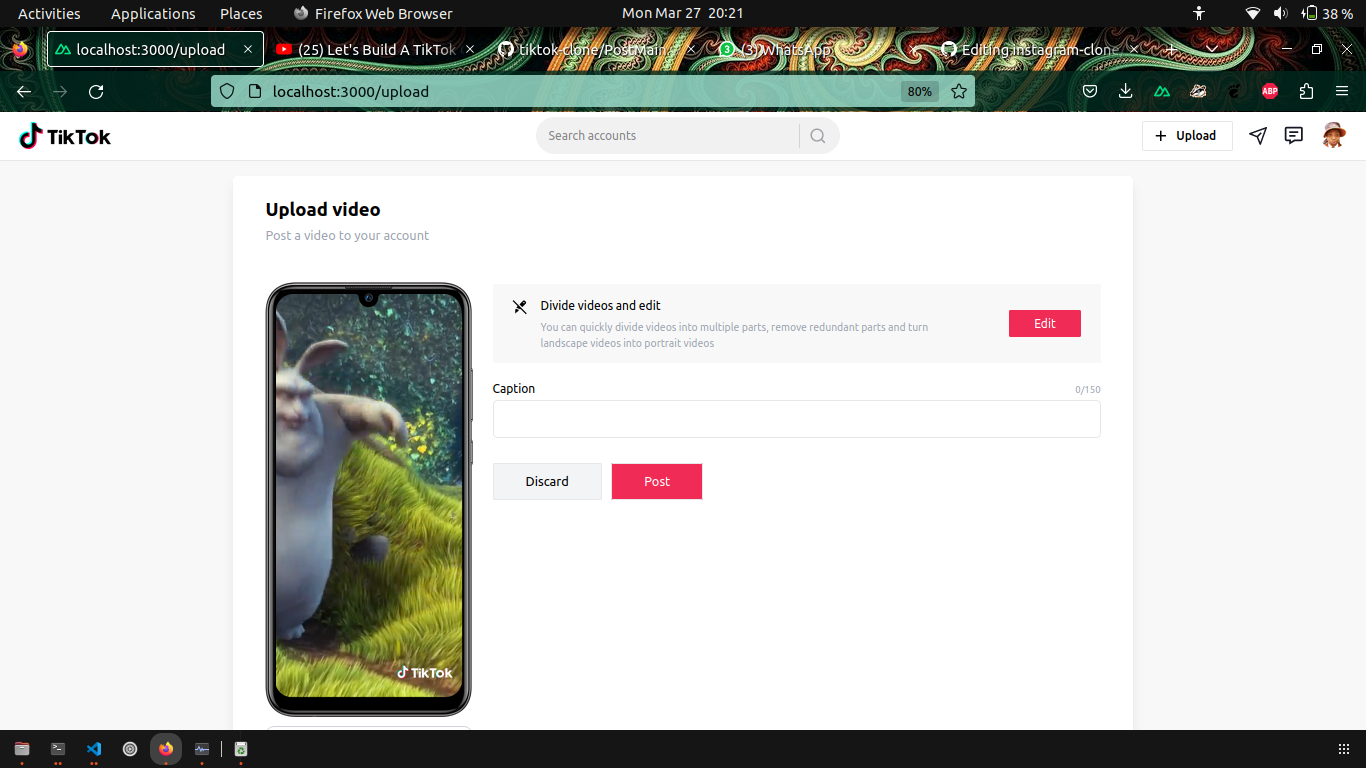 Activities Applications Places Firefox Web Browser Mon Mar 27 20:21 38 %
localhost:3000/upload (25) Let's Build A TikTok tiktok-clone/PostMain. 3 (3) WhatsApp Editing instagram-clone
localhost:3000/upload 80% ABP
TikTok Search accounts Upload
Upload video
Post a video to your account
Divide videos and edit
You can quickly divide videos into multiple parts, remove redundant parts and turn
landscape videos into portrait videos
Edit
Caption 0/150
Discard Post
TikTok